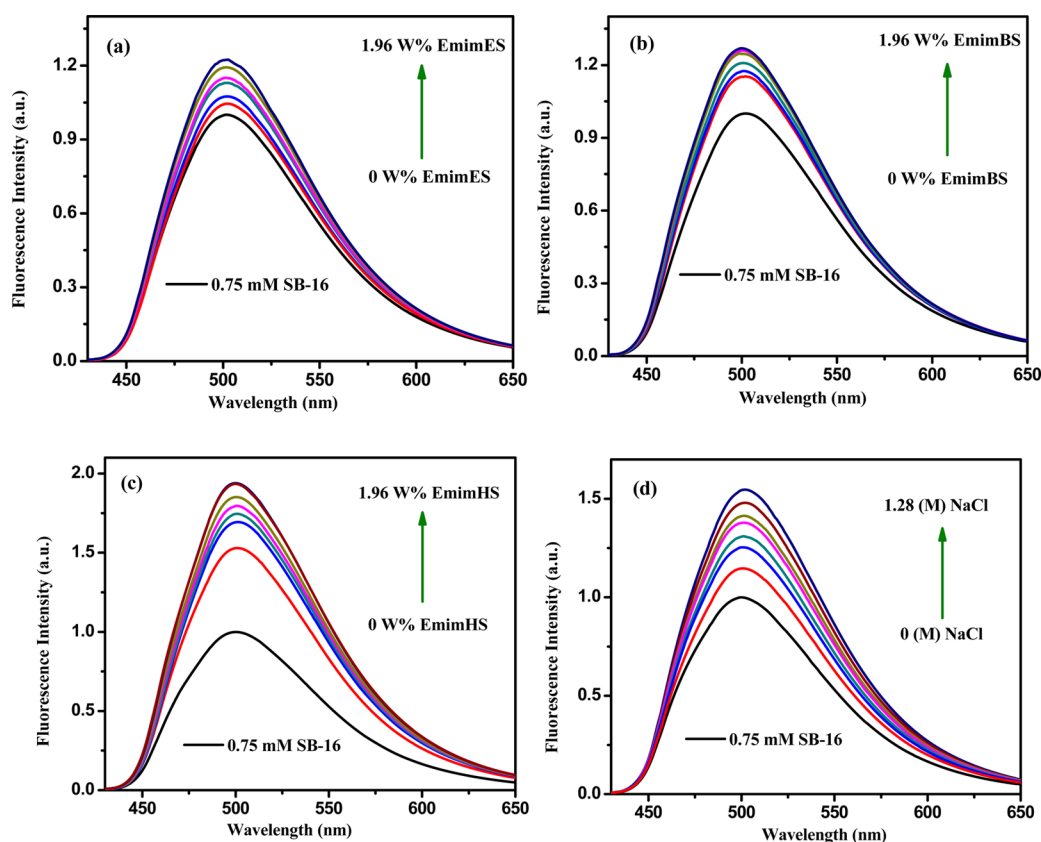 (a)
1.96 W% EmimES
0 W% EmimES
0.75 mM SB-16
Fluorescence Intensity (a.u.)
1.2
0.9
0.6
0.3
0.0
450 500 550 600 650
Wavelength (nm)
(b)
1.96 W% EmimBS
0 W% EmimBS
0.75 mM SB-16
Fluorescence Intensity (a.u.)
1.2
0.9
0.6
0.3
0.0
450 500 550 600 650
Wavelength (nm)
(c)
1.96 W% EmimHS
0 W% EmimHS
0.75 mM SB-16
Fluorescence Intensity (a.u.)
2.0
1.5
1.0
0.5
0.0
450 500 550 600 650
Wavelength (nm)
(d)
1.28 (M) NaCl
0 (M) NaCl
0.75 mM SB-16
Fluorescence Intensity (a.u.)
1.5
1.0
0.5
0.0
450 500 550 600 650
Wavelength (nm)